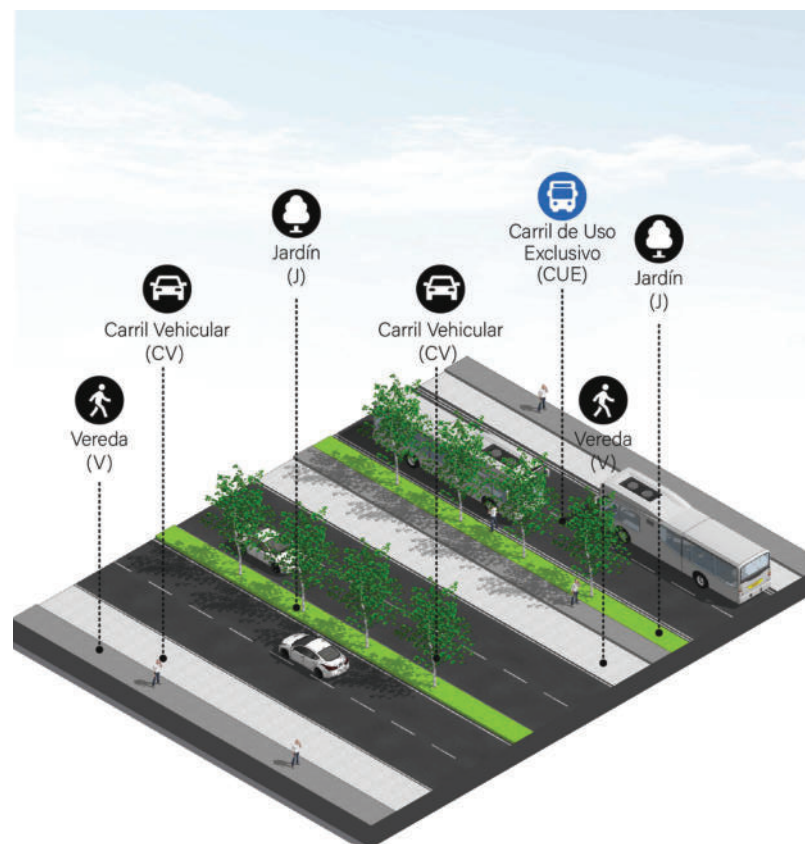 Jardín
(J)
Carril de Uso
Exclusivo
(CUE)
Jardín
(J)
Carril Vehicular
(CV)
Carril Vehicular
(CV)
Vereda
(V)
Vereda
(V)